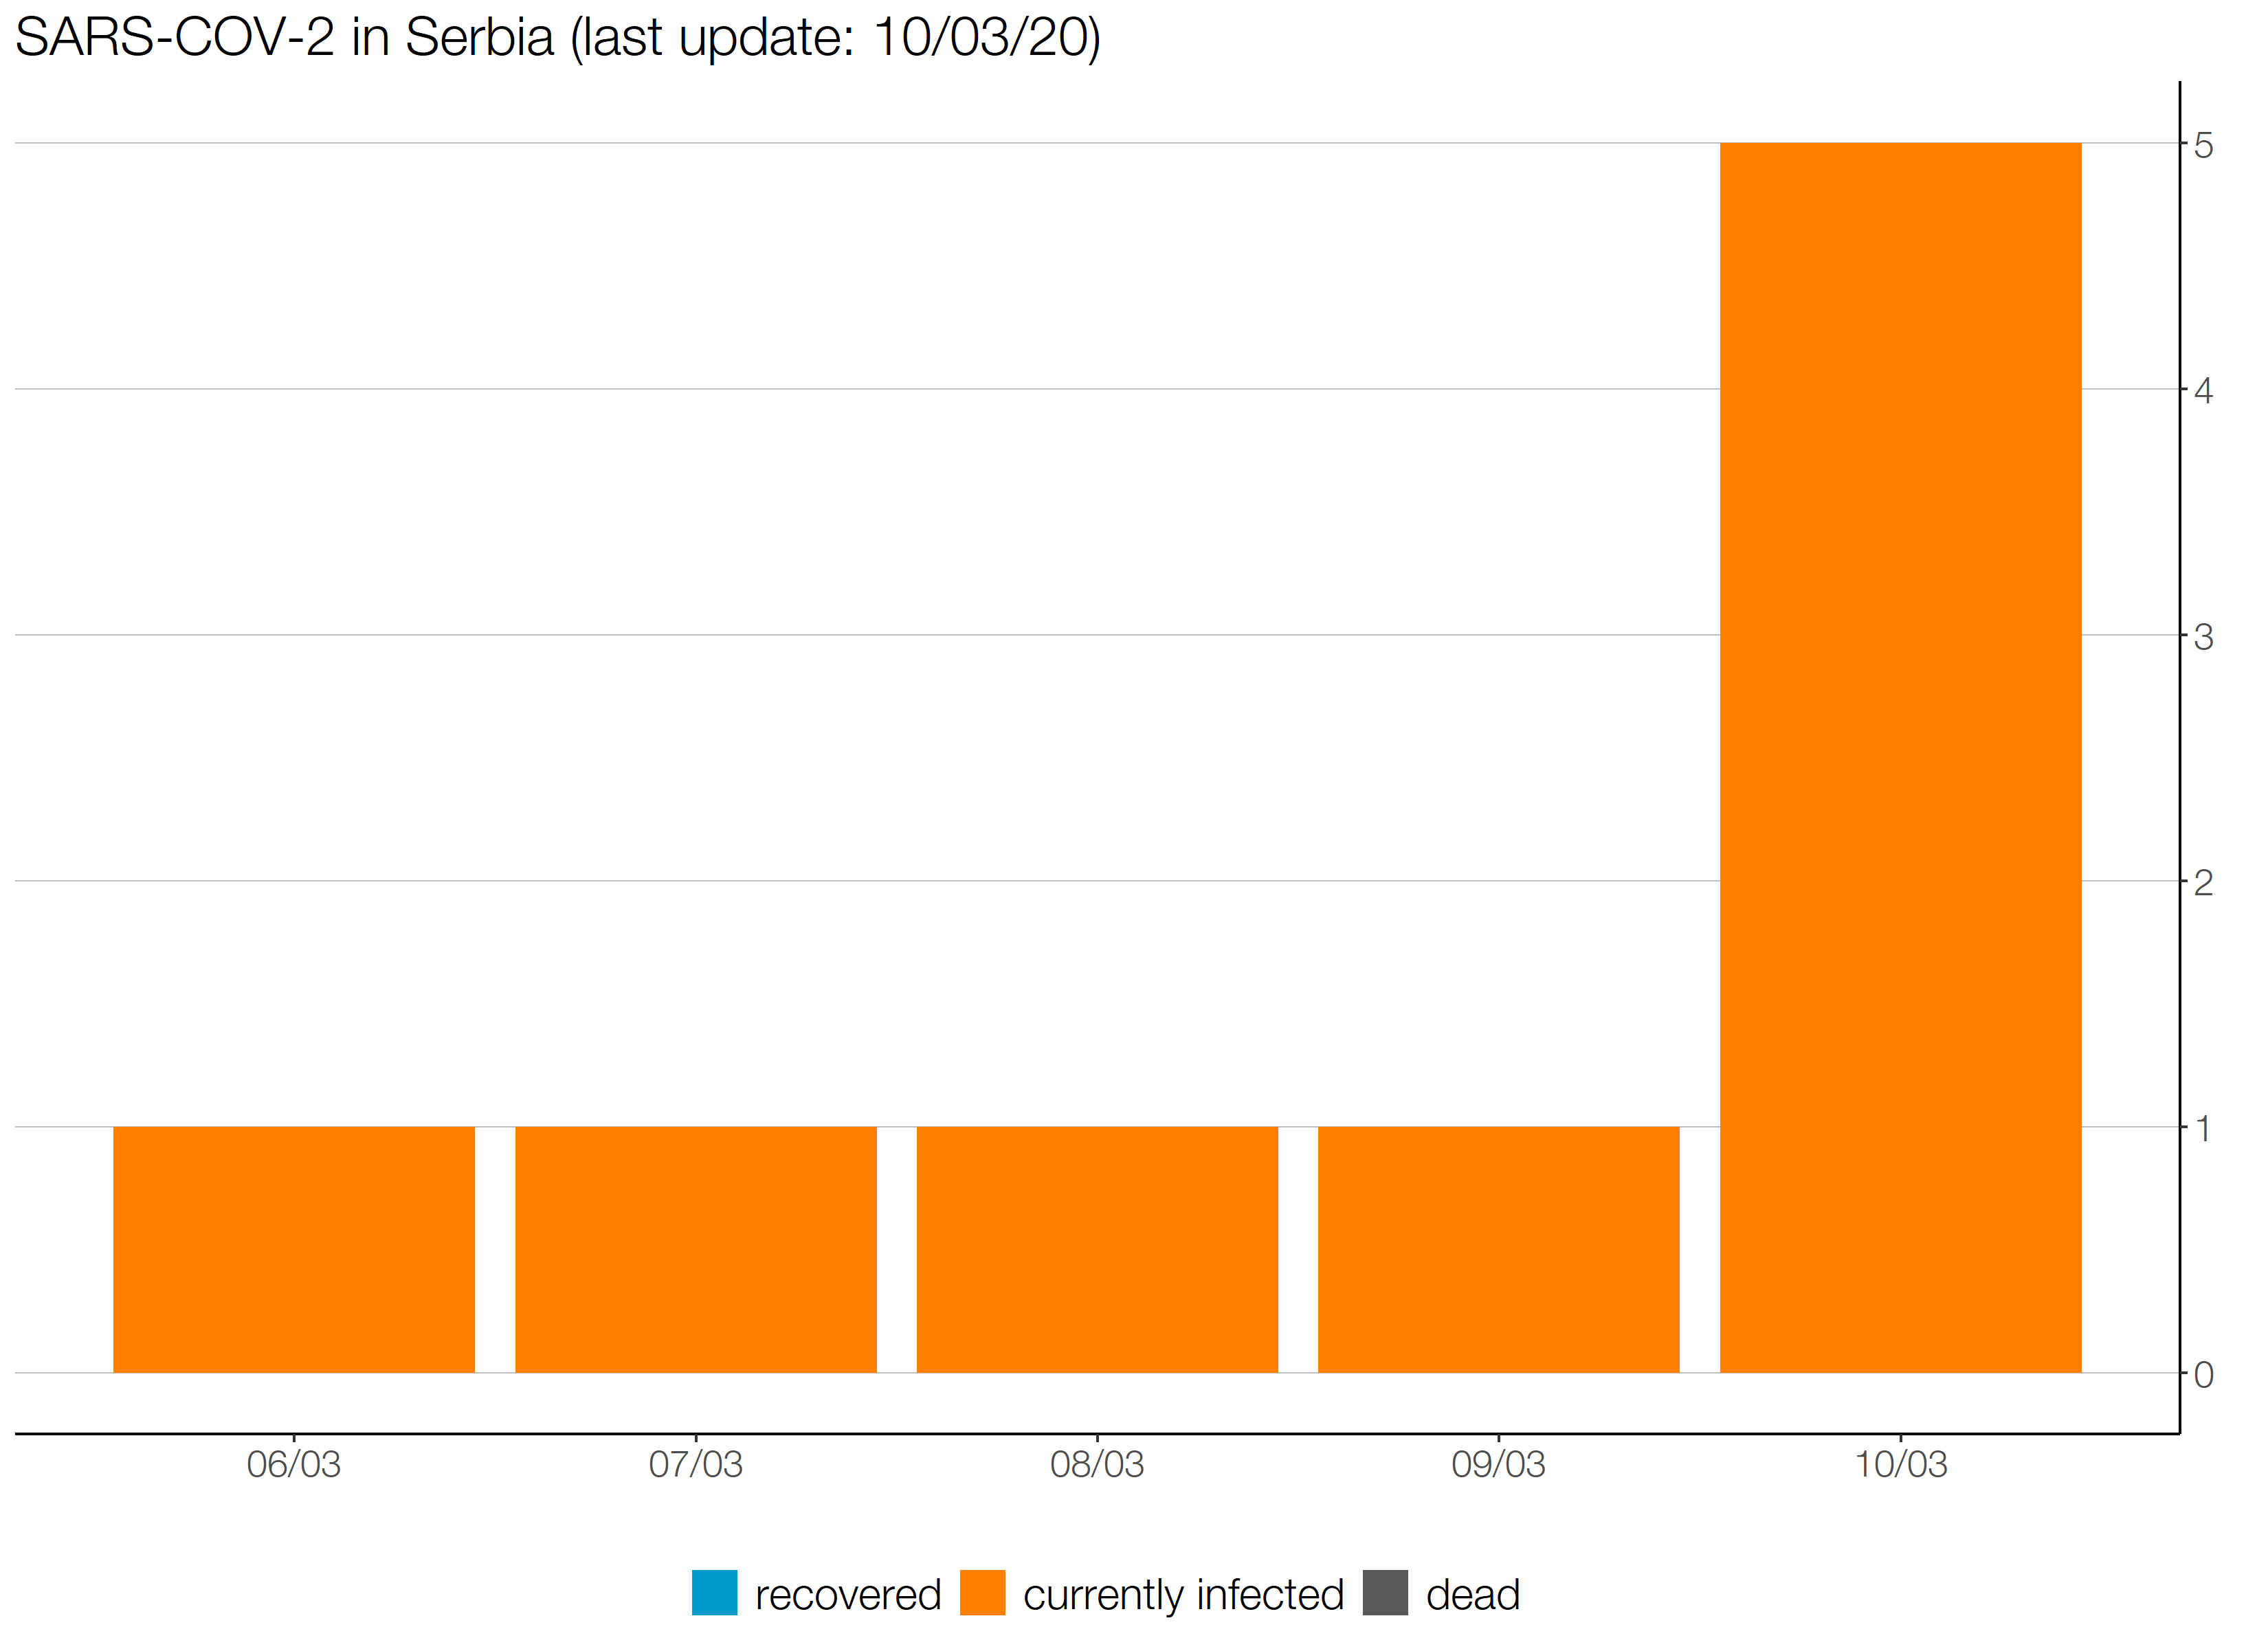 SARS-COV-2 in Serbia (last update: 10/03/20)
5
4
3
2
1
0
06/03 07/03 08/03 09/03 10/03
recovered currently infected dead